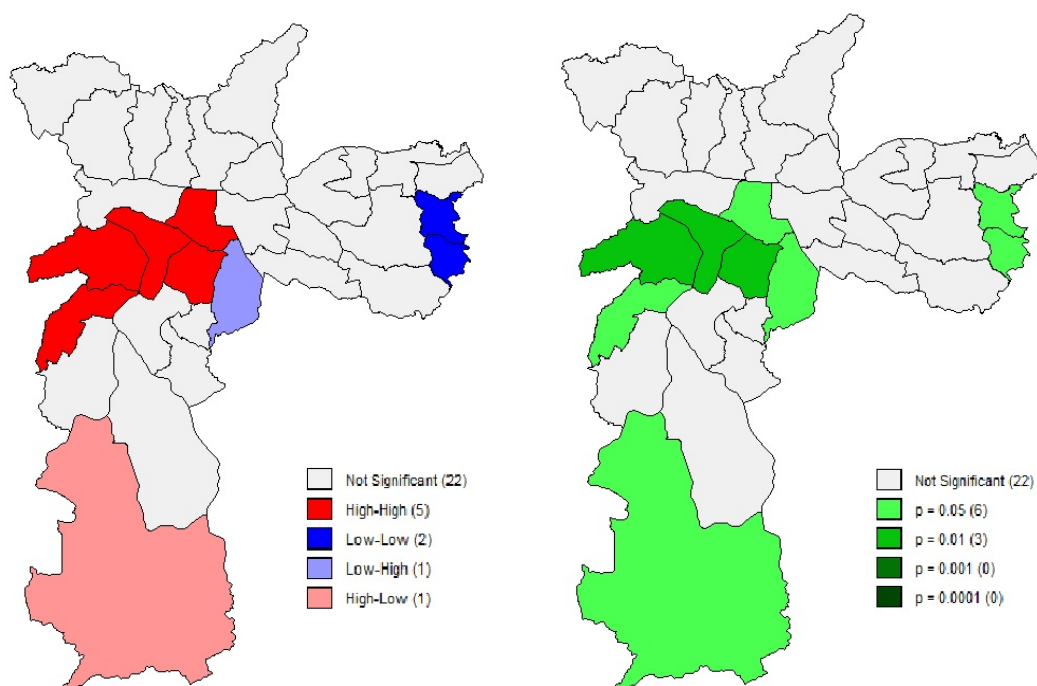 Not Significant (22)
High-High (5)
Low-Low (2)
Low-High (1)
High-Low (1)
Not Significant (22)
p = 0.05 (6)
p = 0.01 (3)
p = 0.001 (0)
p = 0.0001 (0)